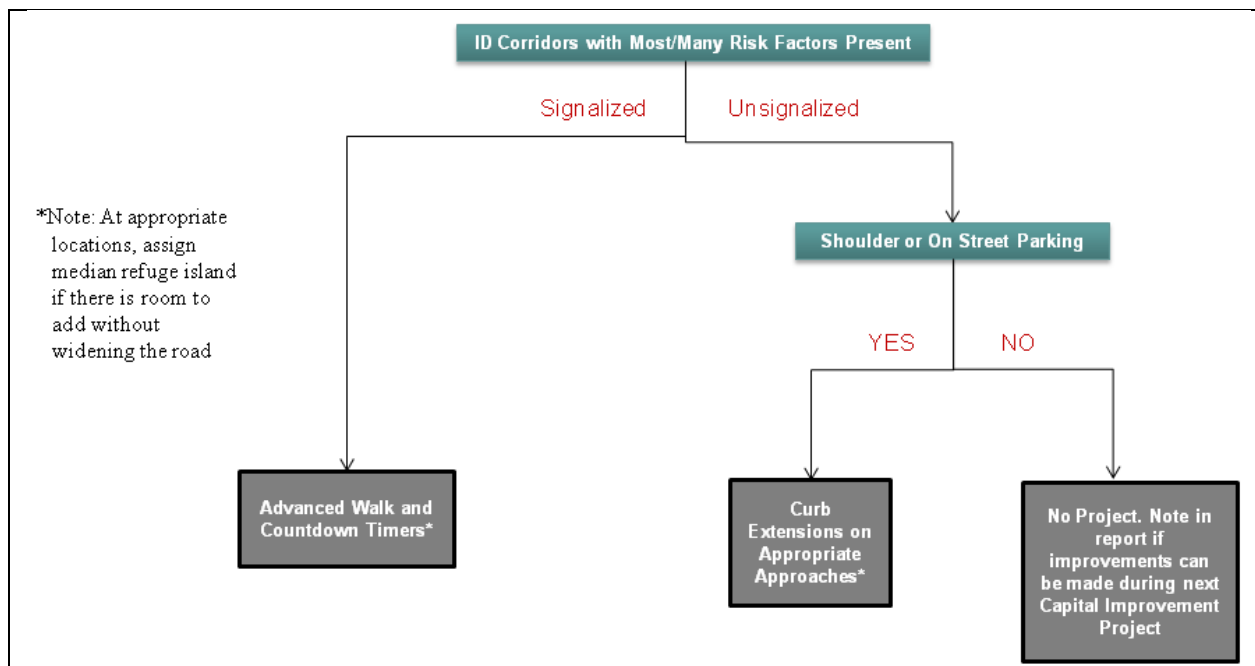 ID Corridors with Most/Many Risk Factors Present
Signalized
Unsignalized
*Note: At appropriate
locations, assign
median refuge island
if there is room to
add without
widening the road
Shoulder or On Street Parking
YES
NO
Advanced Walk and
Countdown Timers*
Curb
Extensions on
Appropriate
Approaches*
No Project. Note in
report if
improvements can
be made during next
Capital Improvement
Project